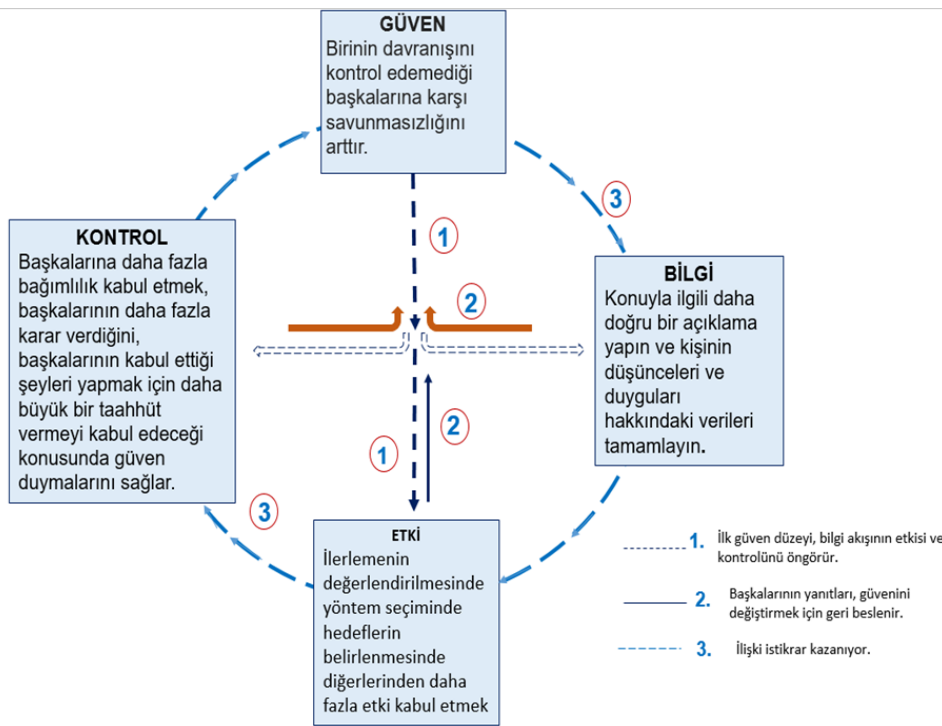 GÜVEN
Birinin davranışını
kontrol edemediği
başkalarına karşı
savunmasızlığını
arttır.
3
1
KONTROL
Başkalarına daha fazla
bağımlılık kabul etmek,
başkalarının daha fazla
karar verdiğini,
başkalarının kabul ettiği
şeyleri yapmak için daha
büyük bir taahhüt
vermeyi kabul edeceği
konusunda güven
duymalarını sağlar.
2
BİLGİ
Konuyla ilgili daha
doğru bir açıklama
yapın ve kişinin
düşünceleri ve
duyguları
hakkındaki verileri
tamamlayın.
2
1
3
ETKİ
İlerlemenin
değerlendirilmesinde
yöntem seçiminde
hedeflerin
belirlenmesinde
diğerlerinden daha
fazla etki kabul etmek
1. İlk güven düzeyi, bilgi akışının etkisi ve
kontrolünü öngörür.
2. Başkalarının yanıtları, güvenini
değiştirmek için geri beslenir.
3. İlişki istikrar kazanıyor.